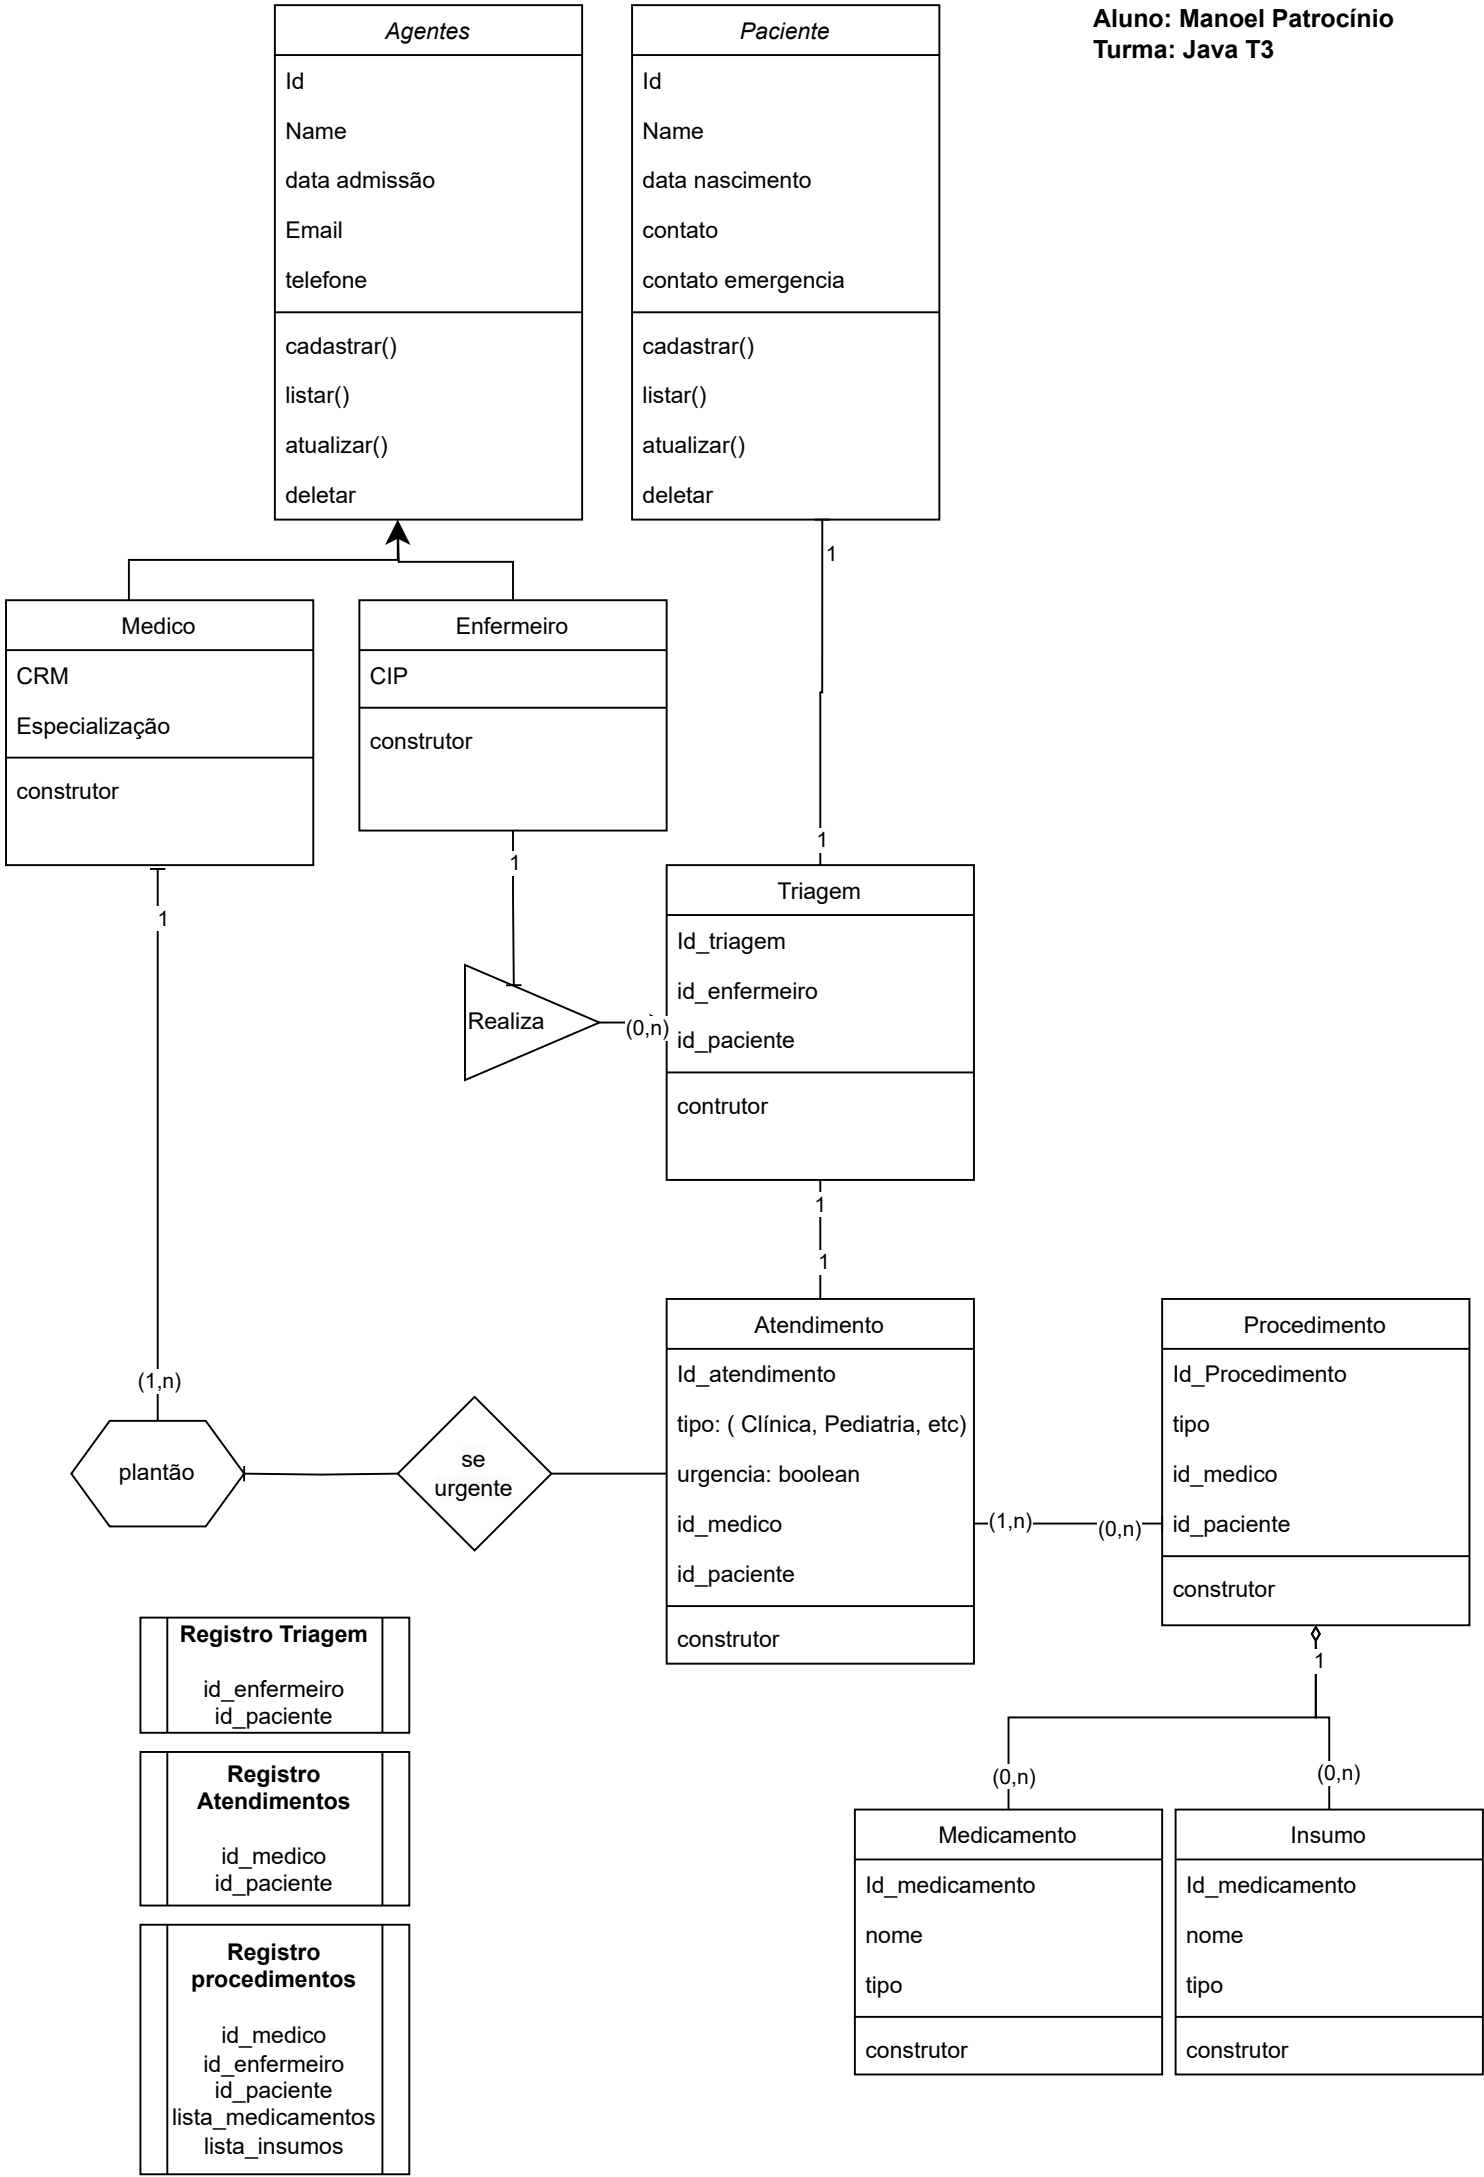 Aluno: Manoel Patrocínio
Turma: Java T3
Agentes
Id
Name
data admissão
Email
telefone
cadastrar()
listar()
atualizar()
deletar
Paciente
Id
Name
data nascimento
contato
contato emergencia
cadastrar()
listar()
atualizar()
deletar
1
1
Medico
CRM
Especialização
construtor
1
(1,n)
Enfermeiro
CIP
construtor
1
Realiza
(0,n)
Triagem
Id_triagem
id_enfermeiro
id_paciente
contrutor
1
1
plantão
se
urgente
Atendimento
Id_atendimento
tipo: ( Clínica, Pediatria, etc)
urgencia: boolean
id_medico
id_paciente
construtor
(1,n)
(0,n)
Procedimento
Id_Procedimento
tipo
id_medico
id_paciente
construtor
1
(0,n)
(0,n)
Medicamento
Id_medicamento
nome
tipo
construtor
Insumo
Id_medicamento
nome
tipo
construtor
Registro Triagem
id_enfermeiro
id_paciente
Registro
Atendimentos
id_medico
id_paciente
Registro
procedimentos
id_medico
id_enfermeiro
id_paciente
lista_medicamentos
lista_insumos